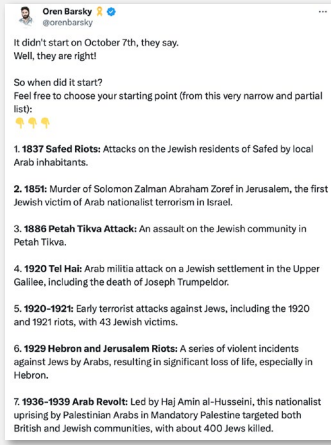 Oren Barsky 🎗️
@orenbarsky
It didn't start on October 7th, they say.
Well, they are right!
So when did it start?
Feel free to choose your starting point (from this very narrow and partial
list):
👇👇👇
1. 1837 Safed Riots: Attacks on the Jewish residents of Safed by local
Arab inhabitants.
2. 1851: Murder of Solomon Zalman Abraham Zoref in Jerusalem, the first
Jewish victim of Arab nationalist terrorism in Israel.
3. 1886 Petah Tikva Attack: An assault on the Jewish community in
Petah Tikva.
4. 1920 Tel Hai: Arab militia attack on a Jewish settlement in the Upper
Galilee, including the death of Joseph Trumpeldor.
5. 1920-1921: Early terrorist attacks against Jews, including the 1920
and 1921 riots, with 43 Jewish victims.
6. 1929 Hebron and Jerusalem Riots: A series of violent incidents
against Jews by Arabs, resulting in significant loss of life, especially in
Hebron.
7. 1936-1939 Arab Revolt: Led by Haj Amin al-Husseini, this nationalist
uprising by Palestinian Arabs in Mandatory Palestine targeted both
British and Jewish communities, with about 400 Jews killed.